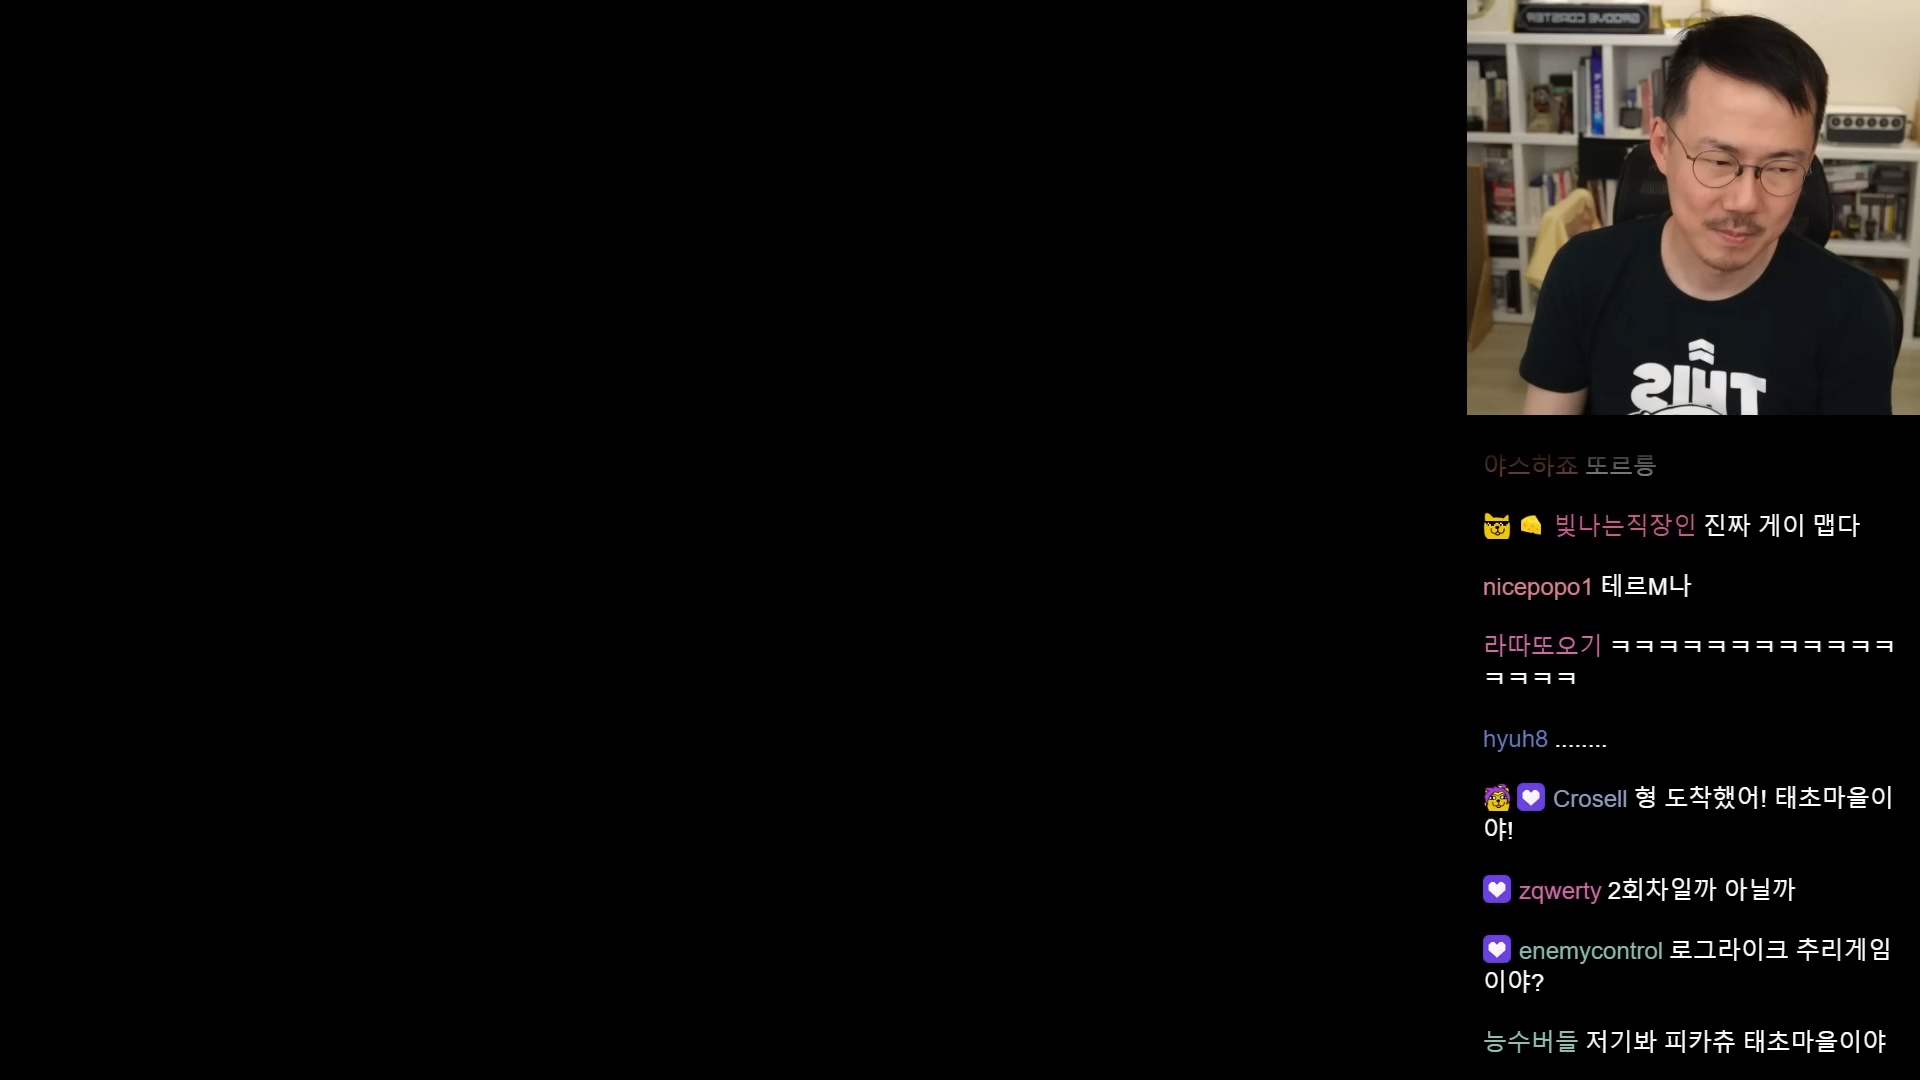 GROOVE COASTER
THIS
야스하죠 또르릉
빛나는직장인 진짜 게이 맵다
nicepopo1 테르M나
라따또오기 ㅋㅋㅋㅋㅋㅋㅋㅋㅋㅋㅋㅋ
ㅋㅋㅋㅋ
hyuh8 ........
Crosell 형 도착했어! 태초마을이
야!
zqwerty 2회차일까 아닐까
enemycontrol 로그라이크 추리게임
이야?
능수버들 저기봐 피카츄 태초마을이야